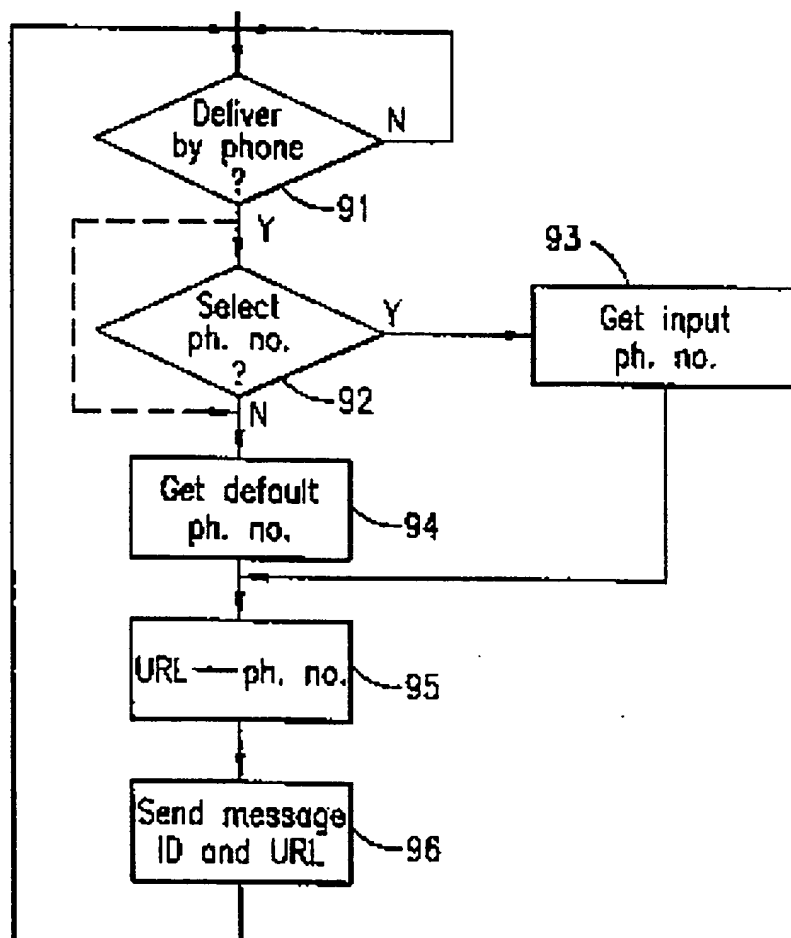 Deliver
by phone
?
N
91
Y
Select
ph. no.
?
Y
92
N
93
Get input
ph. no.
Get default
ph. no.
94
URL — ph. no.
95
Send message
ID and URL
96